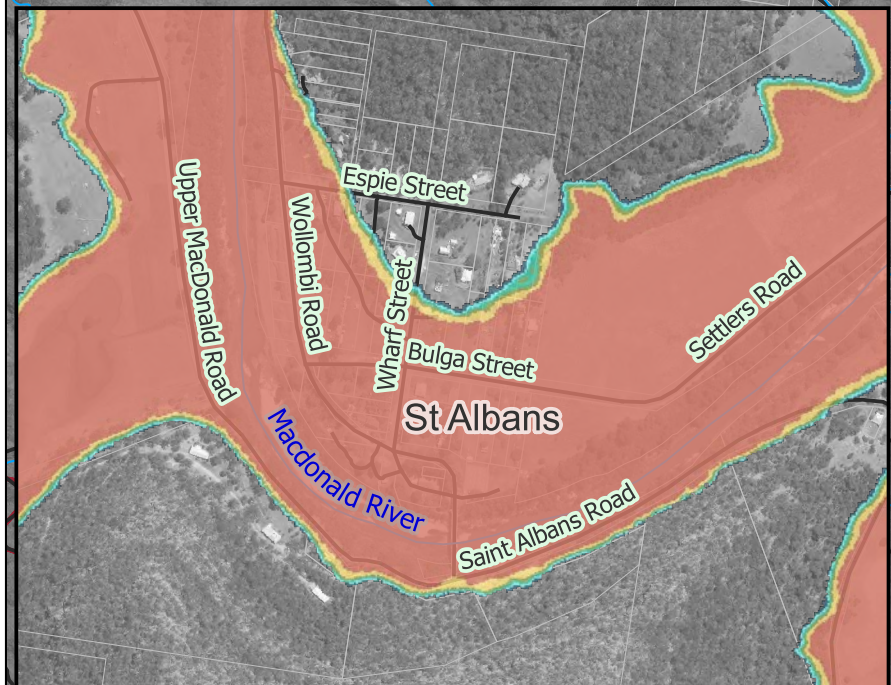 Espie Street
Upper MacDonald Road
Wollombi Road
Wharf Street
Settlers Road
Bulga Street
St Albans
Macdonald River
Saint Albans Road